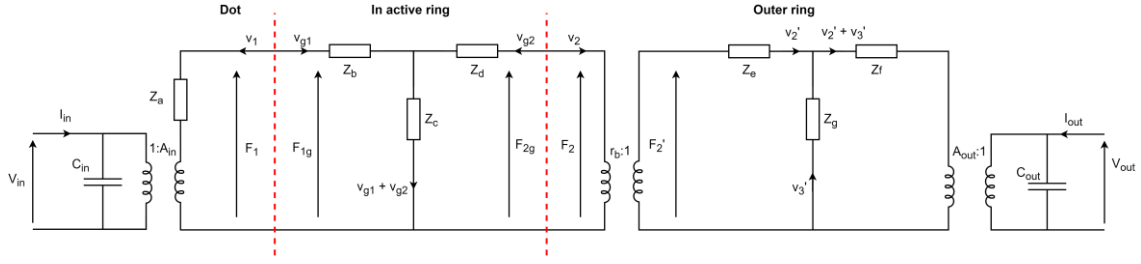 Dot
In active ring
Outer ring
v1
vg1
vg2
v2
v2'
v2' + v3'
Zb
Zd
Ze
Zf
Za
Zc
Zg
Iin
Iout
1:Ain
Cin
Vin
F1
F1g
F2g
F2
rb:1
F2'
Aout:1
Cout
Vout
vg1 + vg2
v3'